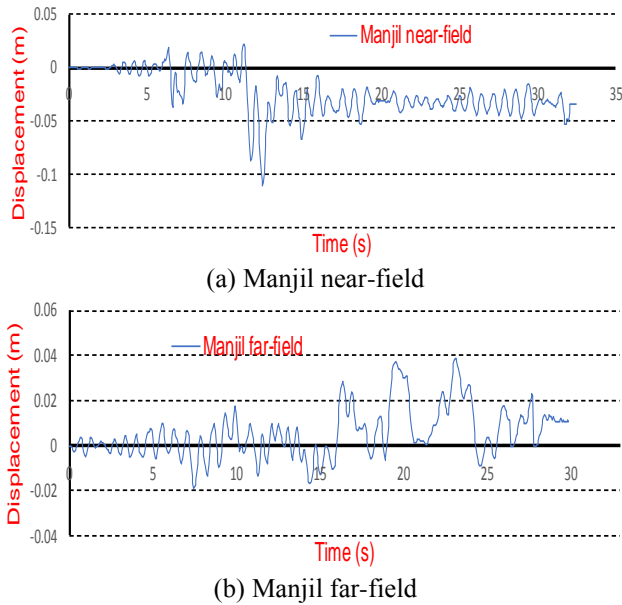 0.05
Manjil near-field
0
0 5 10 15 20 25 30 35
-0.05
-0.1
-0.15
Displacement (m)
Time (s)
(a) Manjil near-field
0.06
0.04
Manjil far-field
0.02
0
0 5 10 15 20 25 30
-0.02
-0.04
Displacement (m)
Time (s)
(b) Manjil far-field